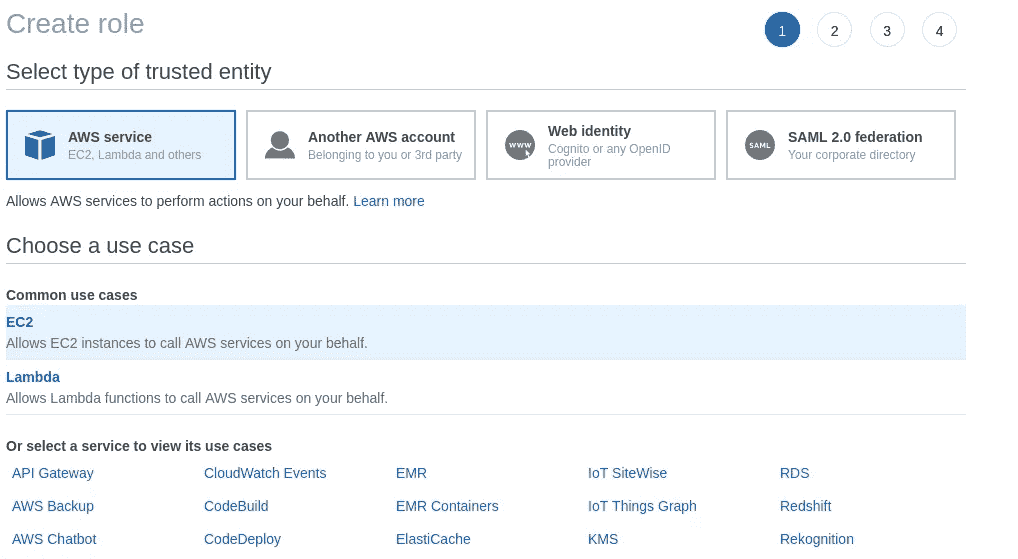 Create role
1 2 3 4
Select type of trusted entity
AWS service
EC2, Lambda and others
Another AWS account
Belonging to you or 3rd party
WWW
Web identity
Cognito or any OpenID
provider
SAML
SAML 2.0 federation
Your corporate directory
Allows AWS services to perform actions on your behalf. Learn more
Choose a use case
Common use cases
EC2
Allows EC2 instances to call AWS services on your behalf.
Lambda
Allows Lambda functions to call AWS services on your behalf.
Or select a service to view its use cases
API Gateway CloudWatch Events EMR IoT SiteWise RDS
AWS Backup CodeBuild EMR Containers IoT Things Graph Redshift
AWS Chatbot CodeDeploy ElastiCache KMS Rekognition